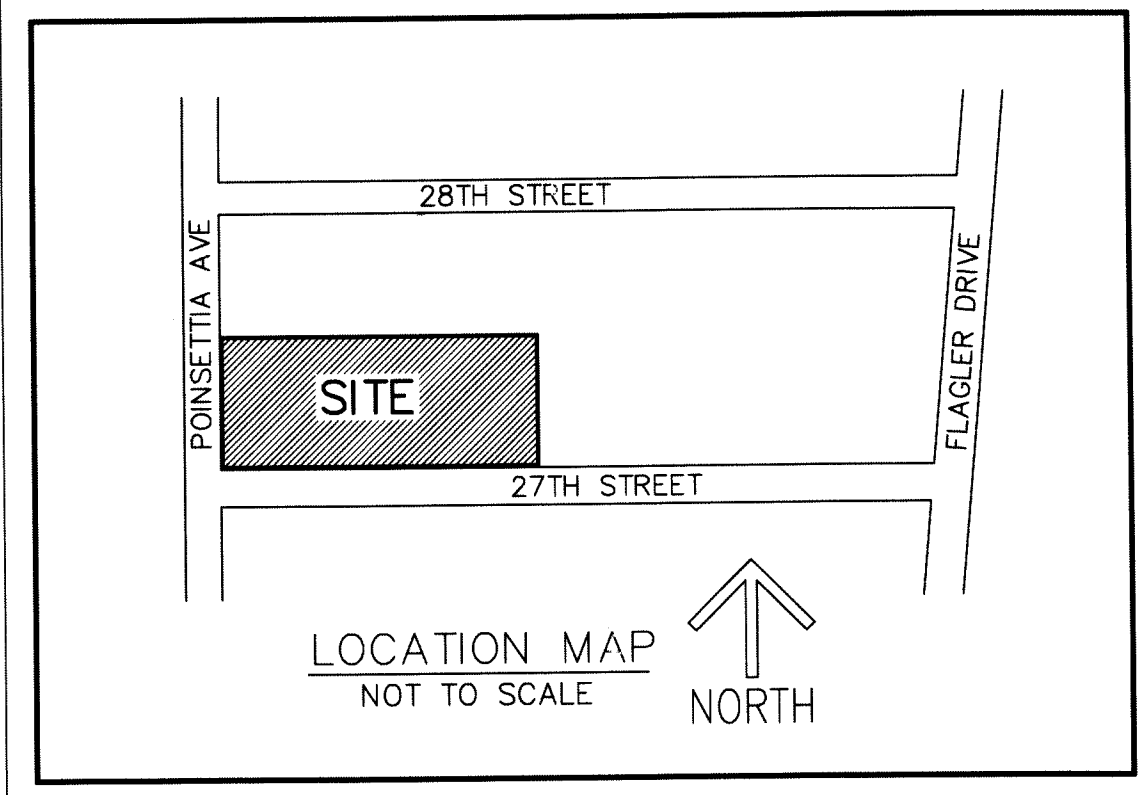 28TH STREET
POINSETTIA AVE
FLAGLER DRIVE
SITE
27TH STREET
LOCATION MAP
NOT TO SCALE
NORTH